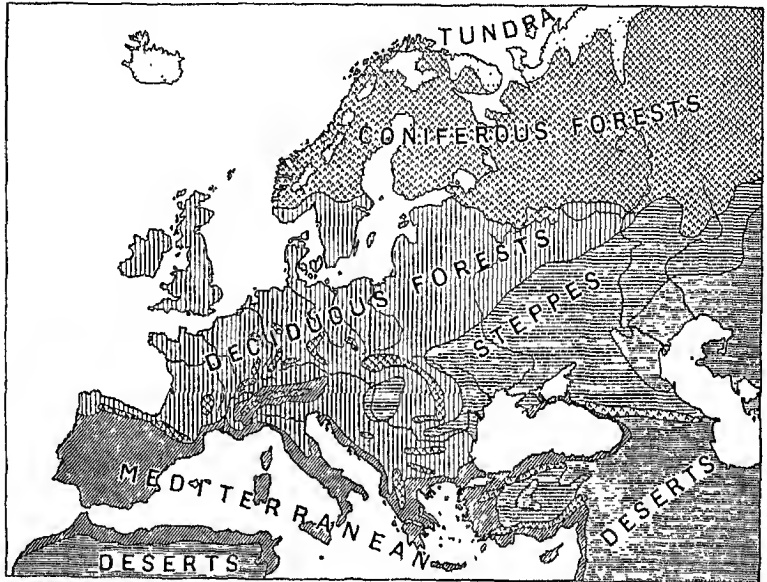 TUNDRA
CONIFEROUS FORESTS
DECIDUOUS FORESTS
STEPPES
MEDITERRANEAN
DESERTS
DESERTS